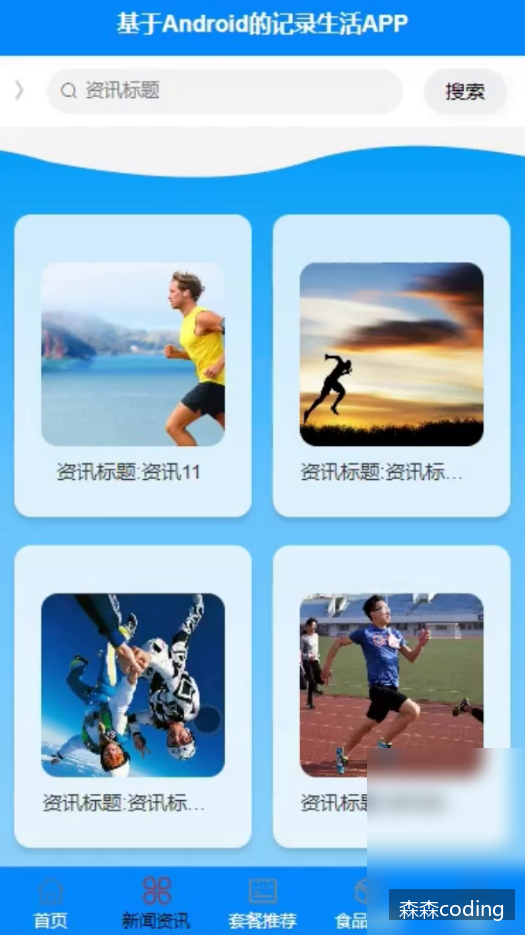 基于Android的记录生活APP
资讯标题
搜索
资讯标题:资讯11
资讯标题:资讯标...
资讯标题:资讯标...
资讯标题
首页
新闻资讯
套餐推荐
食品
森森coding